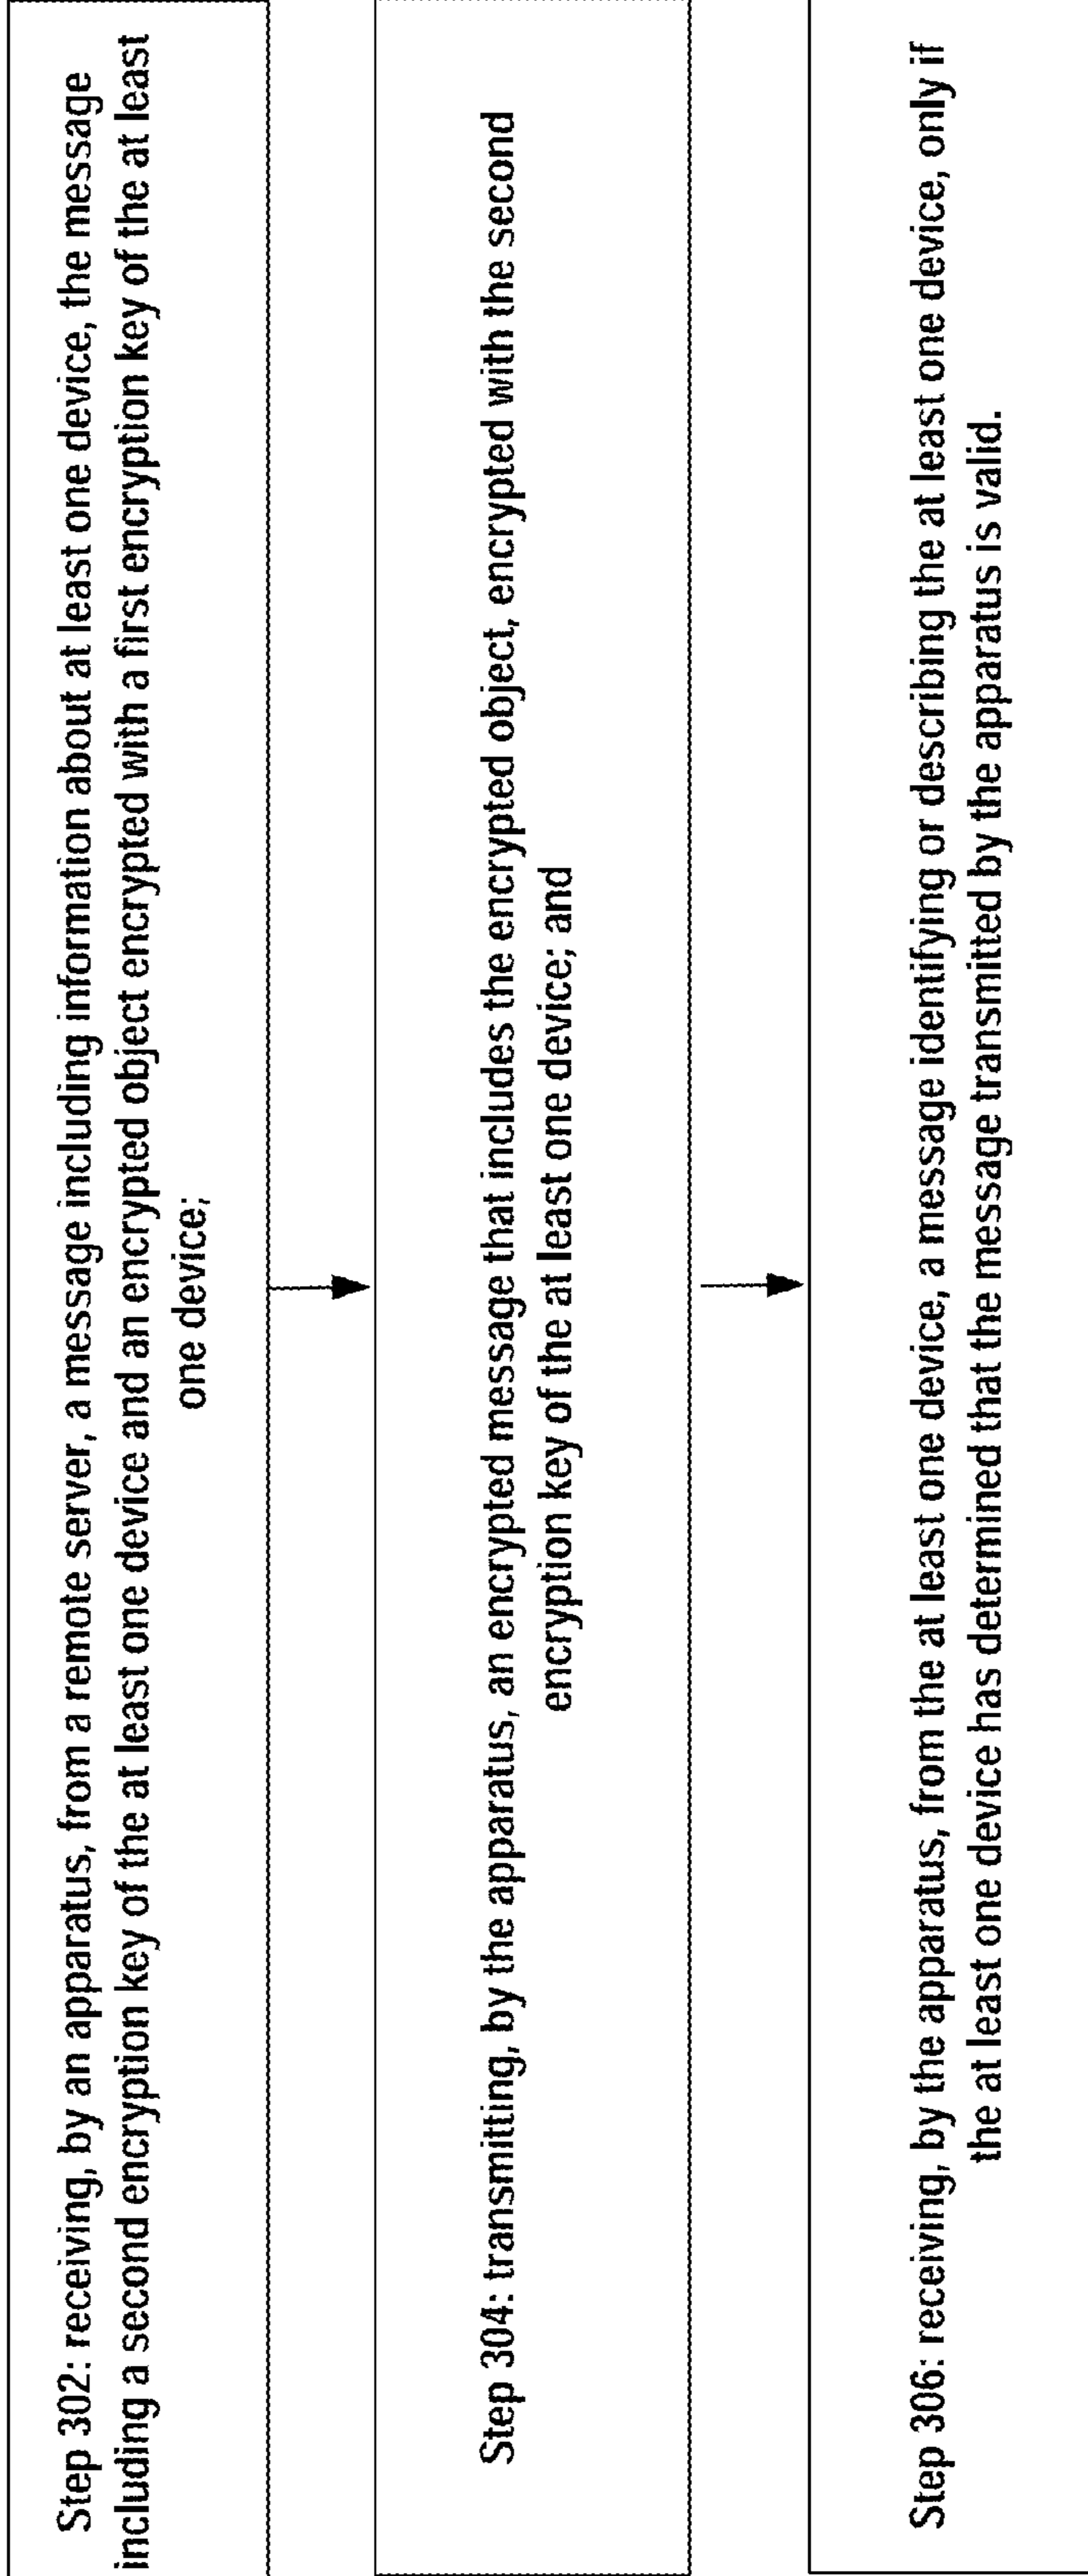 Step 302: receiving, by an apparatus, from a remote server, a message including information about at least one device, the message
including a second encryption key of the at least one device and an encrypted object encrypted with a first encryption key of the at least
one device;
Step 304: transmitting, by the apparatus, an encrypted message that includes the encrypted object, encrypted with the second
encryption key of the at least one device; and
Step 306: receiving, by the apparatus, from the at least one device, a message identifying or describing the at least one device, only if
the at least one device has determined that the message transmitted by the apparatus is valid.